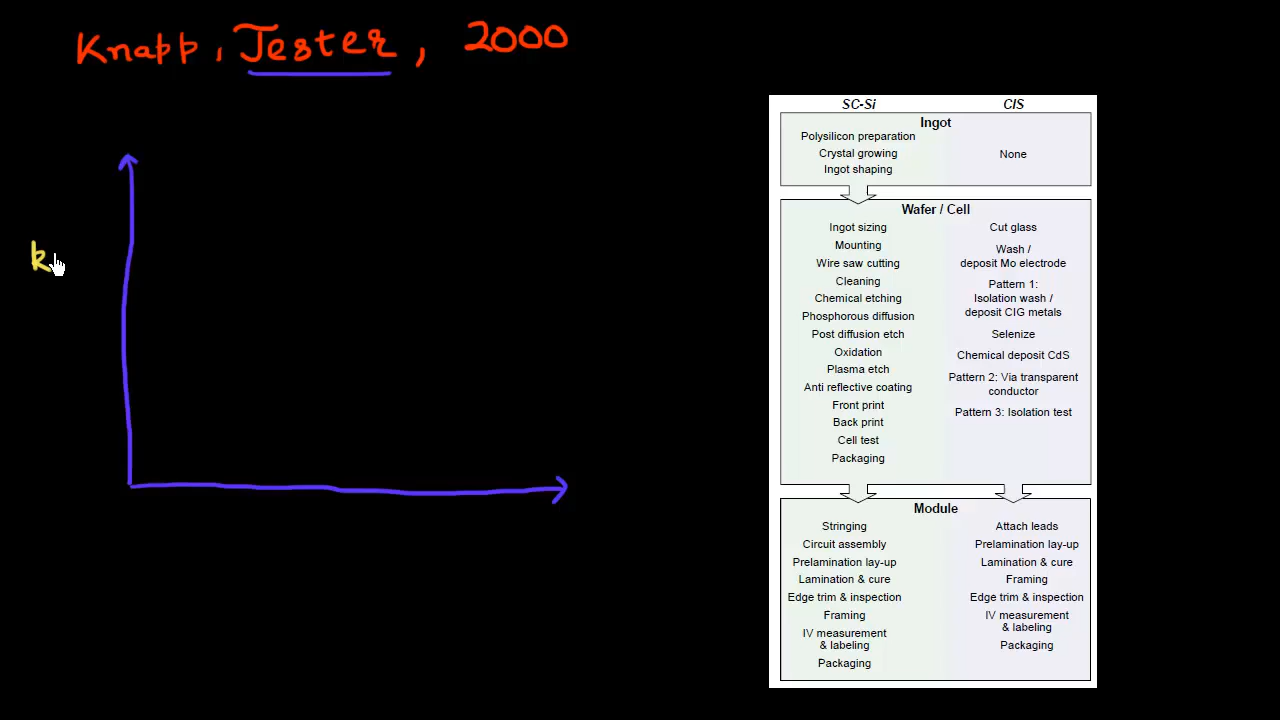 Knapp, Tester, 2000
k
SC-Si CIS
Ingot
Polysilicon preparation
Crystal growing
Ingot shaping
None
Wafer / Cell
Ingot sizing
Mounting
Wire saw cutting
Cleaning
Chemical etching
Phosphorous diffusion
Post diffusion etch
Oxidation
Plasma etch
Anti reflective coating
Front print
Back print
Cell test
Packaging
Cut glass
Wash /
deposit Mo electrode
Pattern 1:
Isolation wash /
deposit CIG metals
Selenize
Chemical deposit CdS
Pattern 2: Via transparent
conductor
Pattern 3: Isolation test
Module
Stringing
Circuit assembly
Prelamination lay-up
Lamination & cure
Edge trim & inspection
Framing
IV measurement
& labeling
Packaging
Attach leads
Prelamination lay-up
Lamination & cure
Framing
Edge trim & inspection
IV measurement
& labeling
Packaging